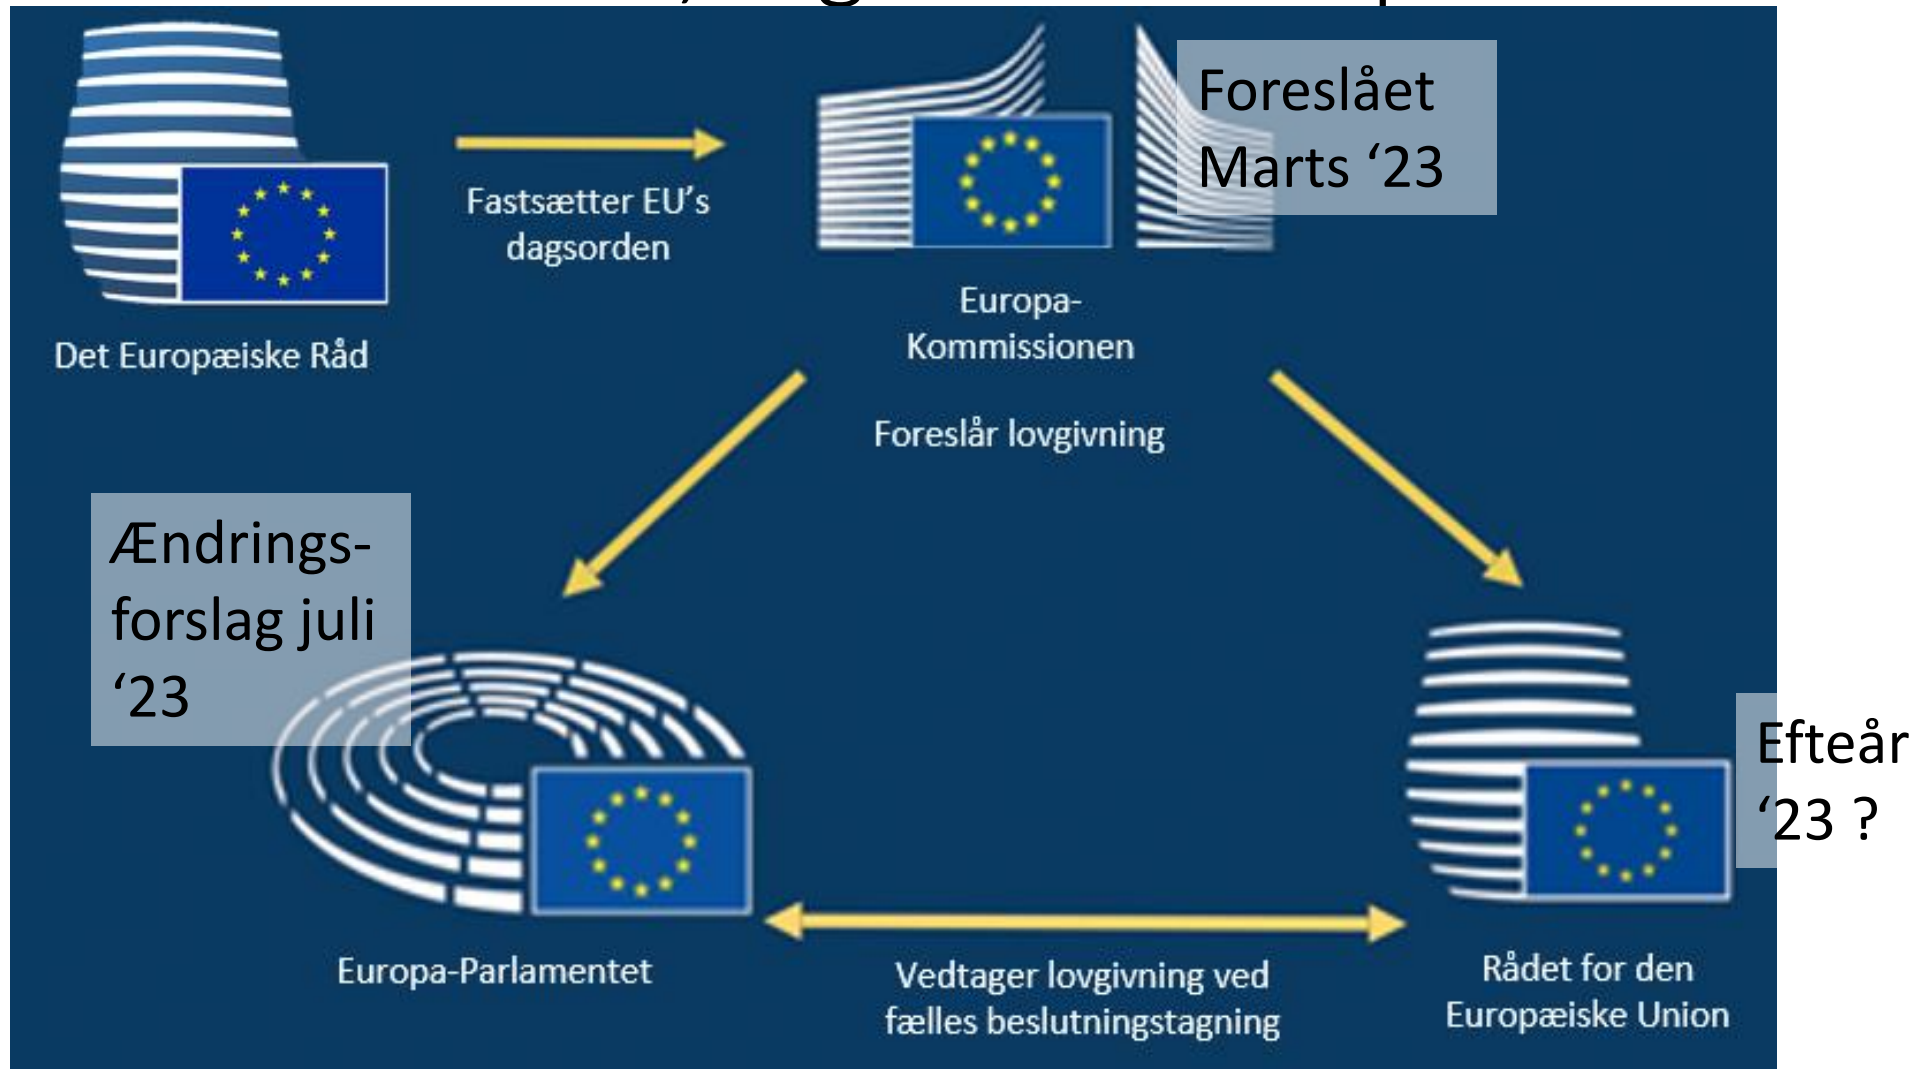 Foreslået
Marts ‘23
Fastsætter EU’s
dagsorden
Det Europæiske Råd
Europa-
Kommissionen
Foreslår lovgivning
Ændrings-
forslag juli
‘23
Efteår
‘23 ?
Europa-Parlamentet
Vedtager lovgivning ved
fælles beslutningstagning
Rådet for den
Europæiske Union